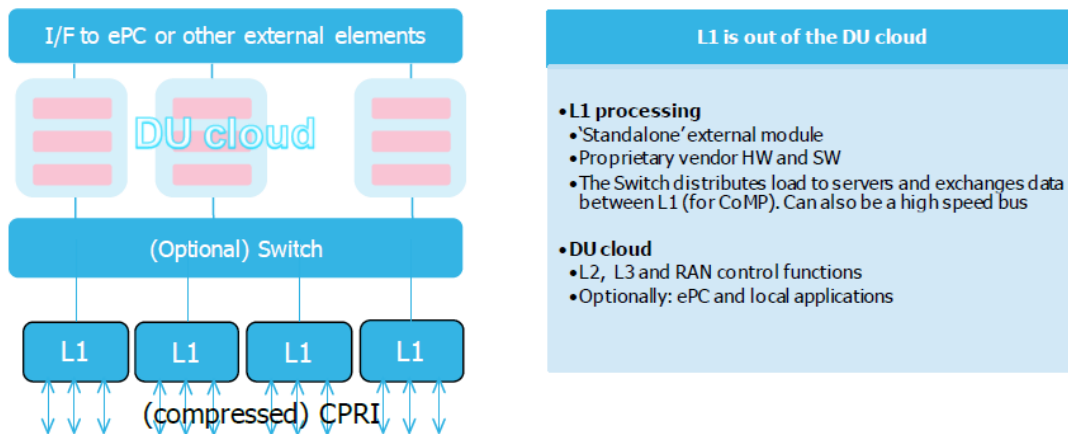 I/F to ePC or other external elements
DU cloud
(Optional) Switch
L1
L1
L1
L1
(compressed) CPRI
L1 is out of the DU cloud
•L1 processing
•‘Standalone’ external module
•Proprietary vendor HW and SW
•The Switch distributes load to servers and exchanges data
between L1 (for CoMP). Can also be a high speed bus
•DU cloud
•L2, L3 and RAN control functions
•Optionally: ePC and local applications